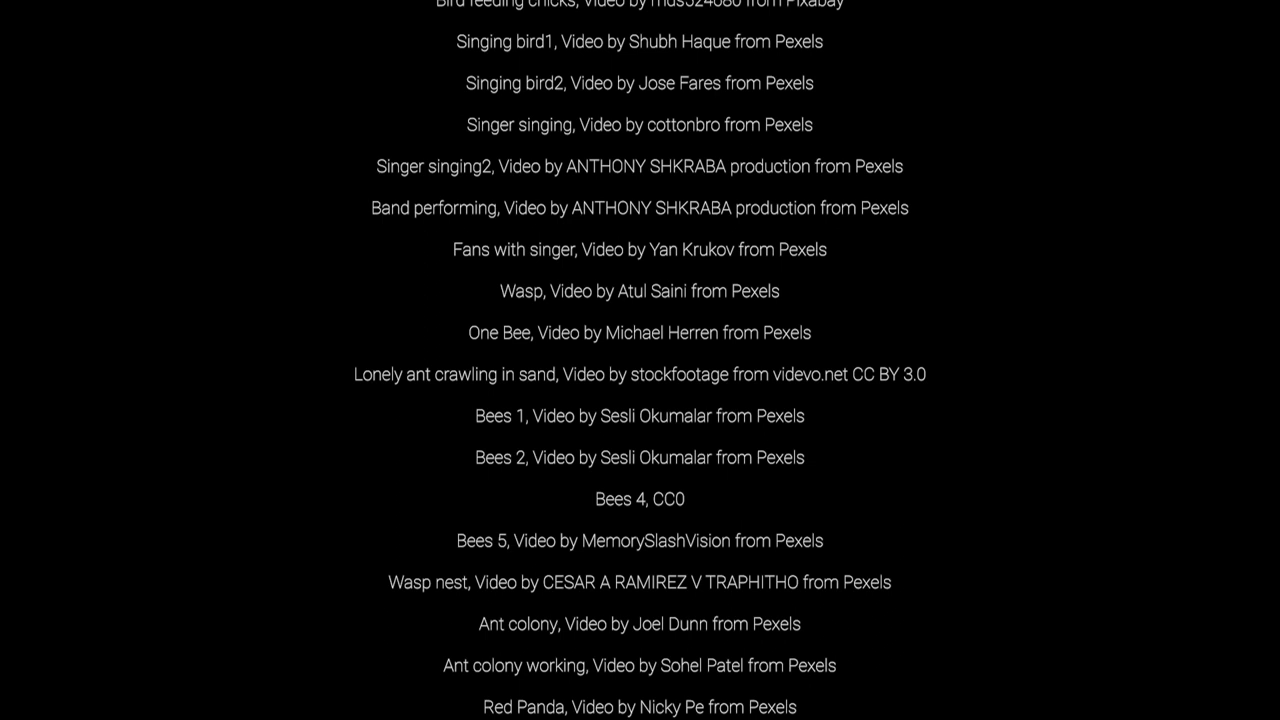 Bird feeding chicks, Video by from Pixabay
Singing bird1, Video by Shubh Haque from Pexels
Singing bird2, Video by Jose Fares from Pexels
Singer singing, Video by cottonbro from Pexels
Singer singing2, Video by ANTHONY SHKRABA production from Pexels
Band performing, Video by ANTHONY SHKRABA production from Pexels
Fans with singer, Video by Yan Krukov from Pexels
Wasp, Video by Atul Saini from Pexels
One Bee, Video by Michael Herren from Pexels
Lonely ant crawling in sand, Video by stockfootage from videvo.net CC BY 3.0
Bees 1, Video by Sesli Okumalar from Pexels
Bees 2, Video by Sesli Okumalar from Pexels
Bees 4, CC0
Bees 5, Video by MemorySlashVision from Pexels
Wasp nest, Video by CESAR A RAMIREZ V TRAPHITHO from Pexels
Ant colony, Video by Joel Dunn from Pexels
Ant colony working, Video by Sohel Patel from Pexels
Red Panda, Video by Nicky Pe from Pexels